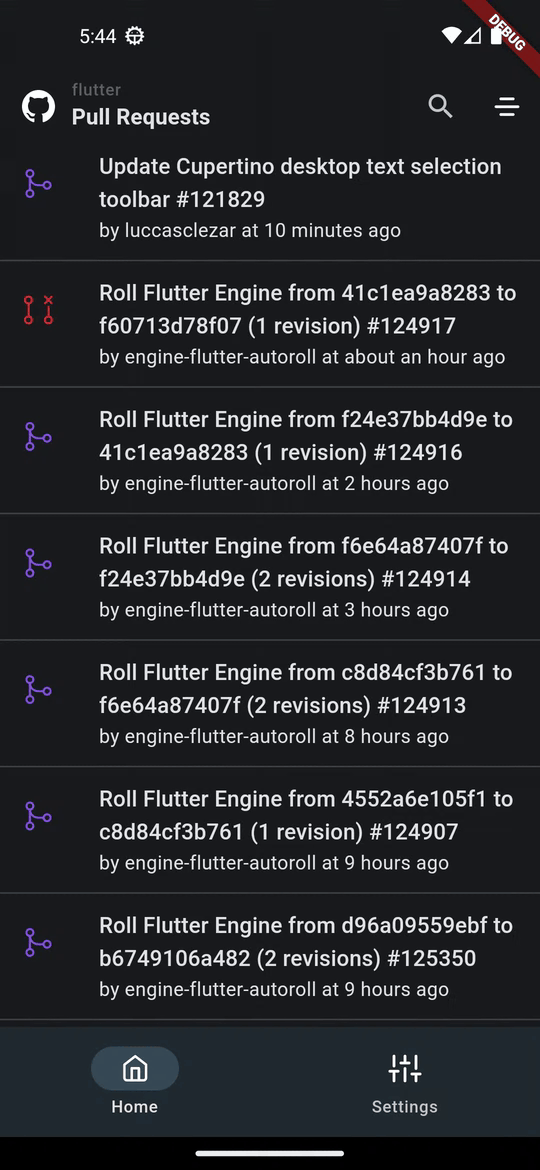 5:44
DEBUG
flutter
Pull Requests
Update Cupertino desktop text selection
toolbar #121829
by luccasclezar at 10 minutes ago
Roll Flutter Engine from 41c1ea9a8283 to
f60713d78f07 (1 revision) #124917
by engine-flutter-autoroll at about an hour ago
Roll Flutter Engine from f24e37bb4d9e to
41c1ea9a8283 (1 revision) #124916
by engine-flutter-autoroll at 2 hours ago
Roll Flutter Engine from f6e64a87407f to
f24e37bb4d9e (2 revisions) #124914
by engine-flutter-autoroll at 3 hours ago
Roll Flutter Engine from c8d84cf3b761 to
f6e64a87407f (2 revisions) #124913
by engine-flutter-autoroll at 8 hours ago
Roll Flutter Engine from 4552a6e105f1 to
c8d84cf3b761 (1 revision) #124907
by engine-flutter-autoroll at 9 hours ago
Roll Flutter Engine from d96a09559ebf to
b6749106a482 (2 revisions) #125350
by engine-flutter-autoroll at 9 hours ago
Home
Settings